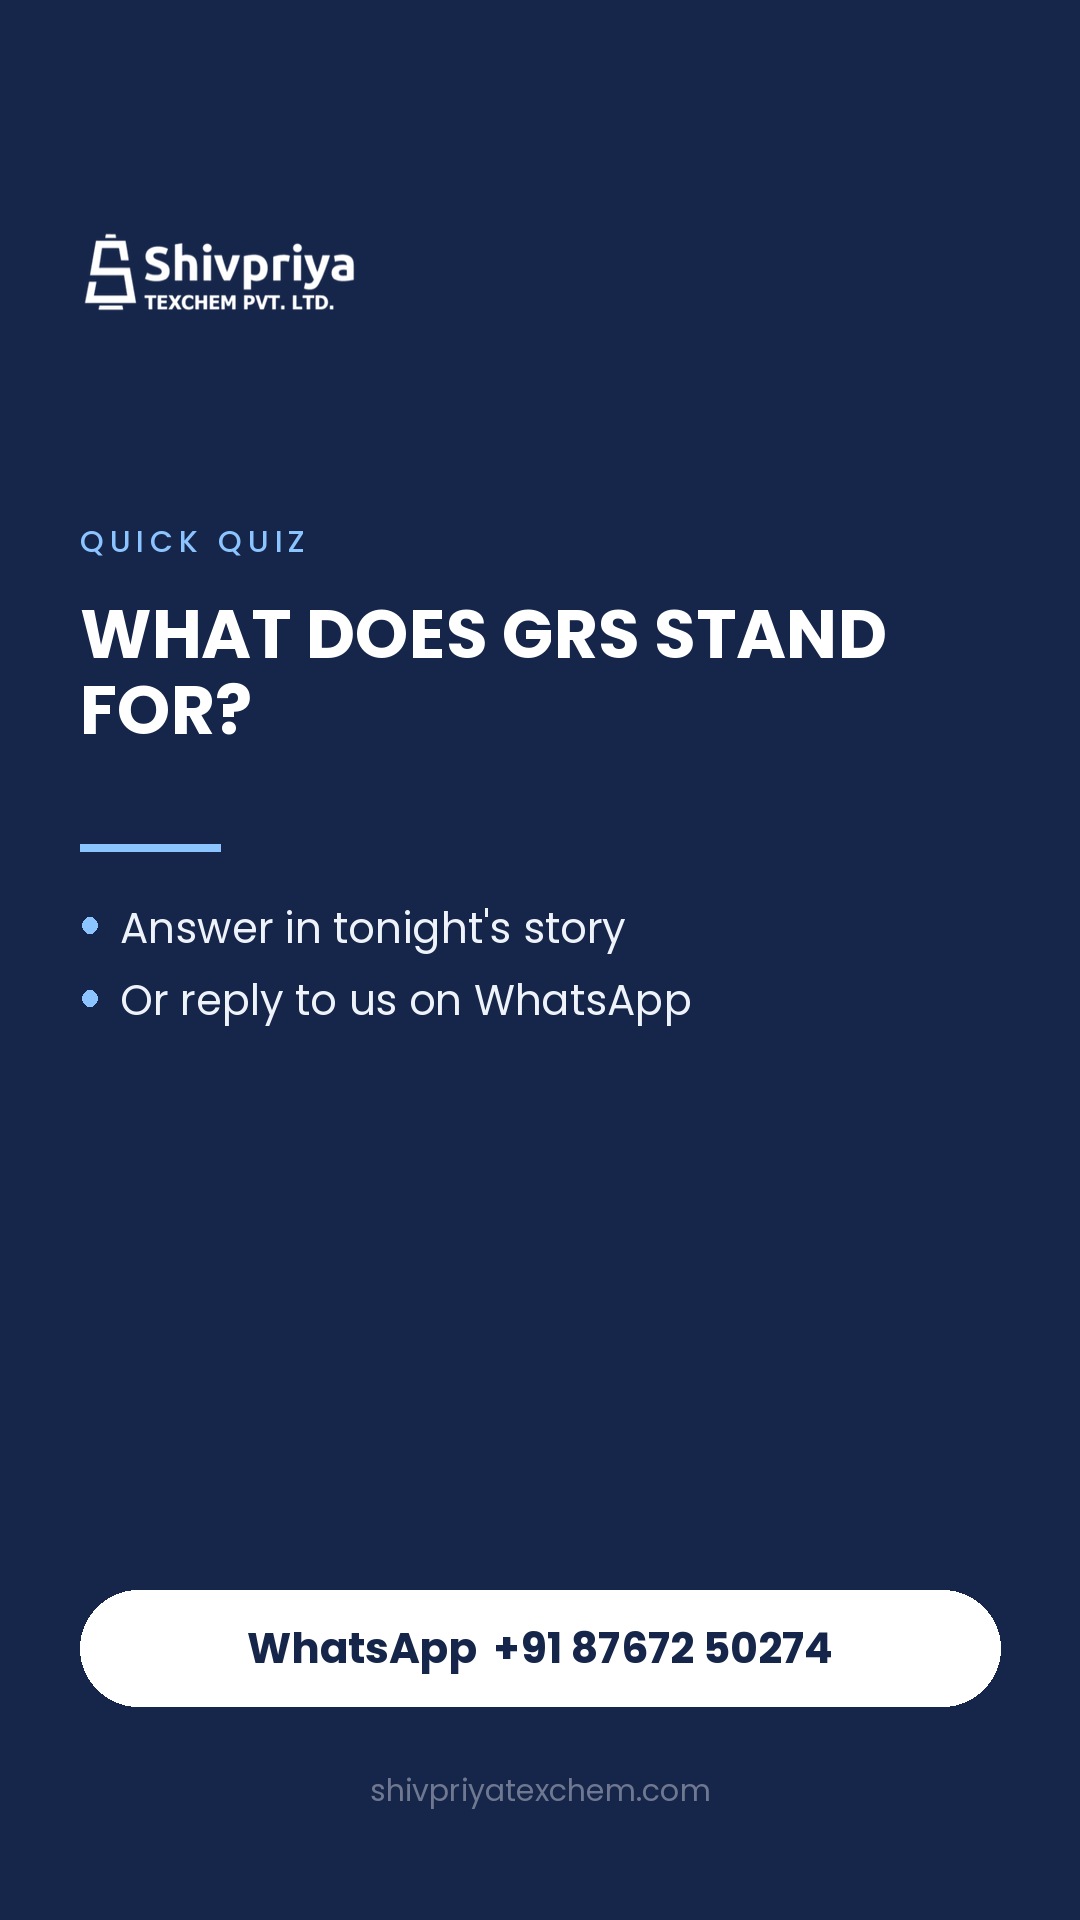 Shivpriya
TEXCHEM PVT. LTD.
QUICK QUIZ
WHAT DOES GRS STAND
FOR?
Answer in tonight's story
Or reply to us on WhatsApp
WhatsApp +91 87672 50274
shivpriyatexchem.com